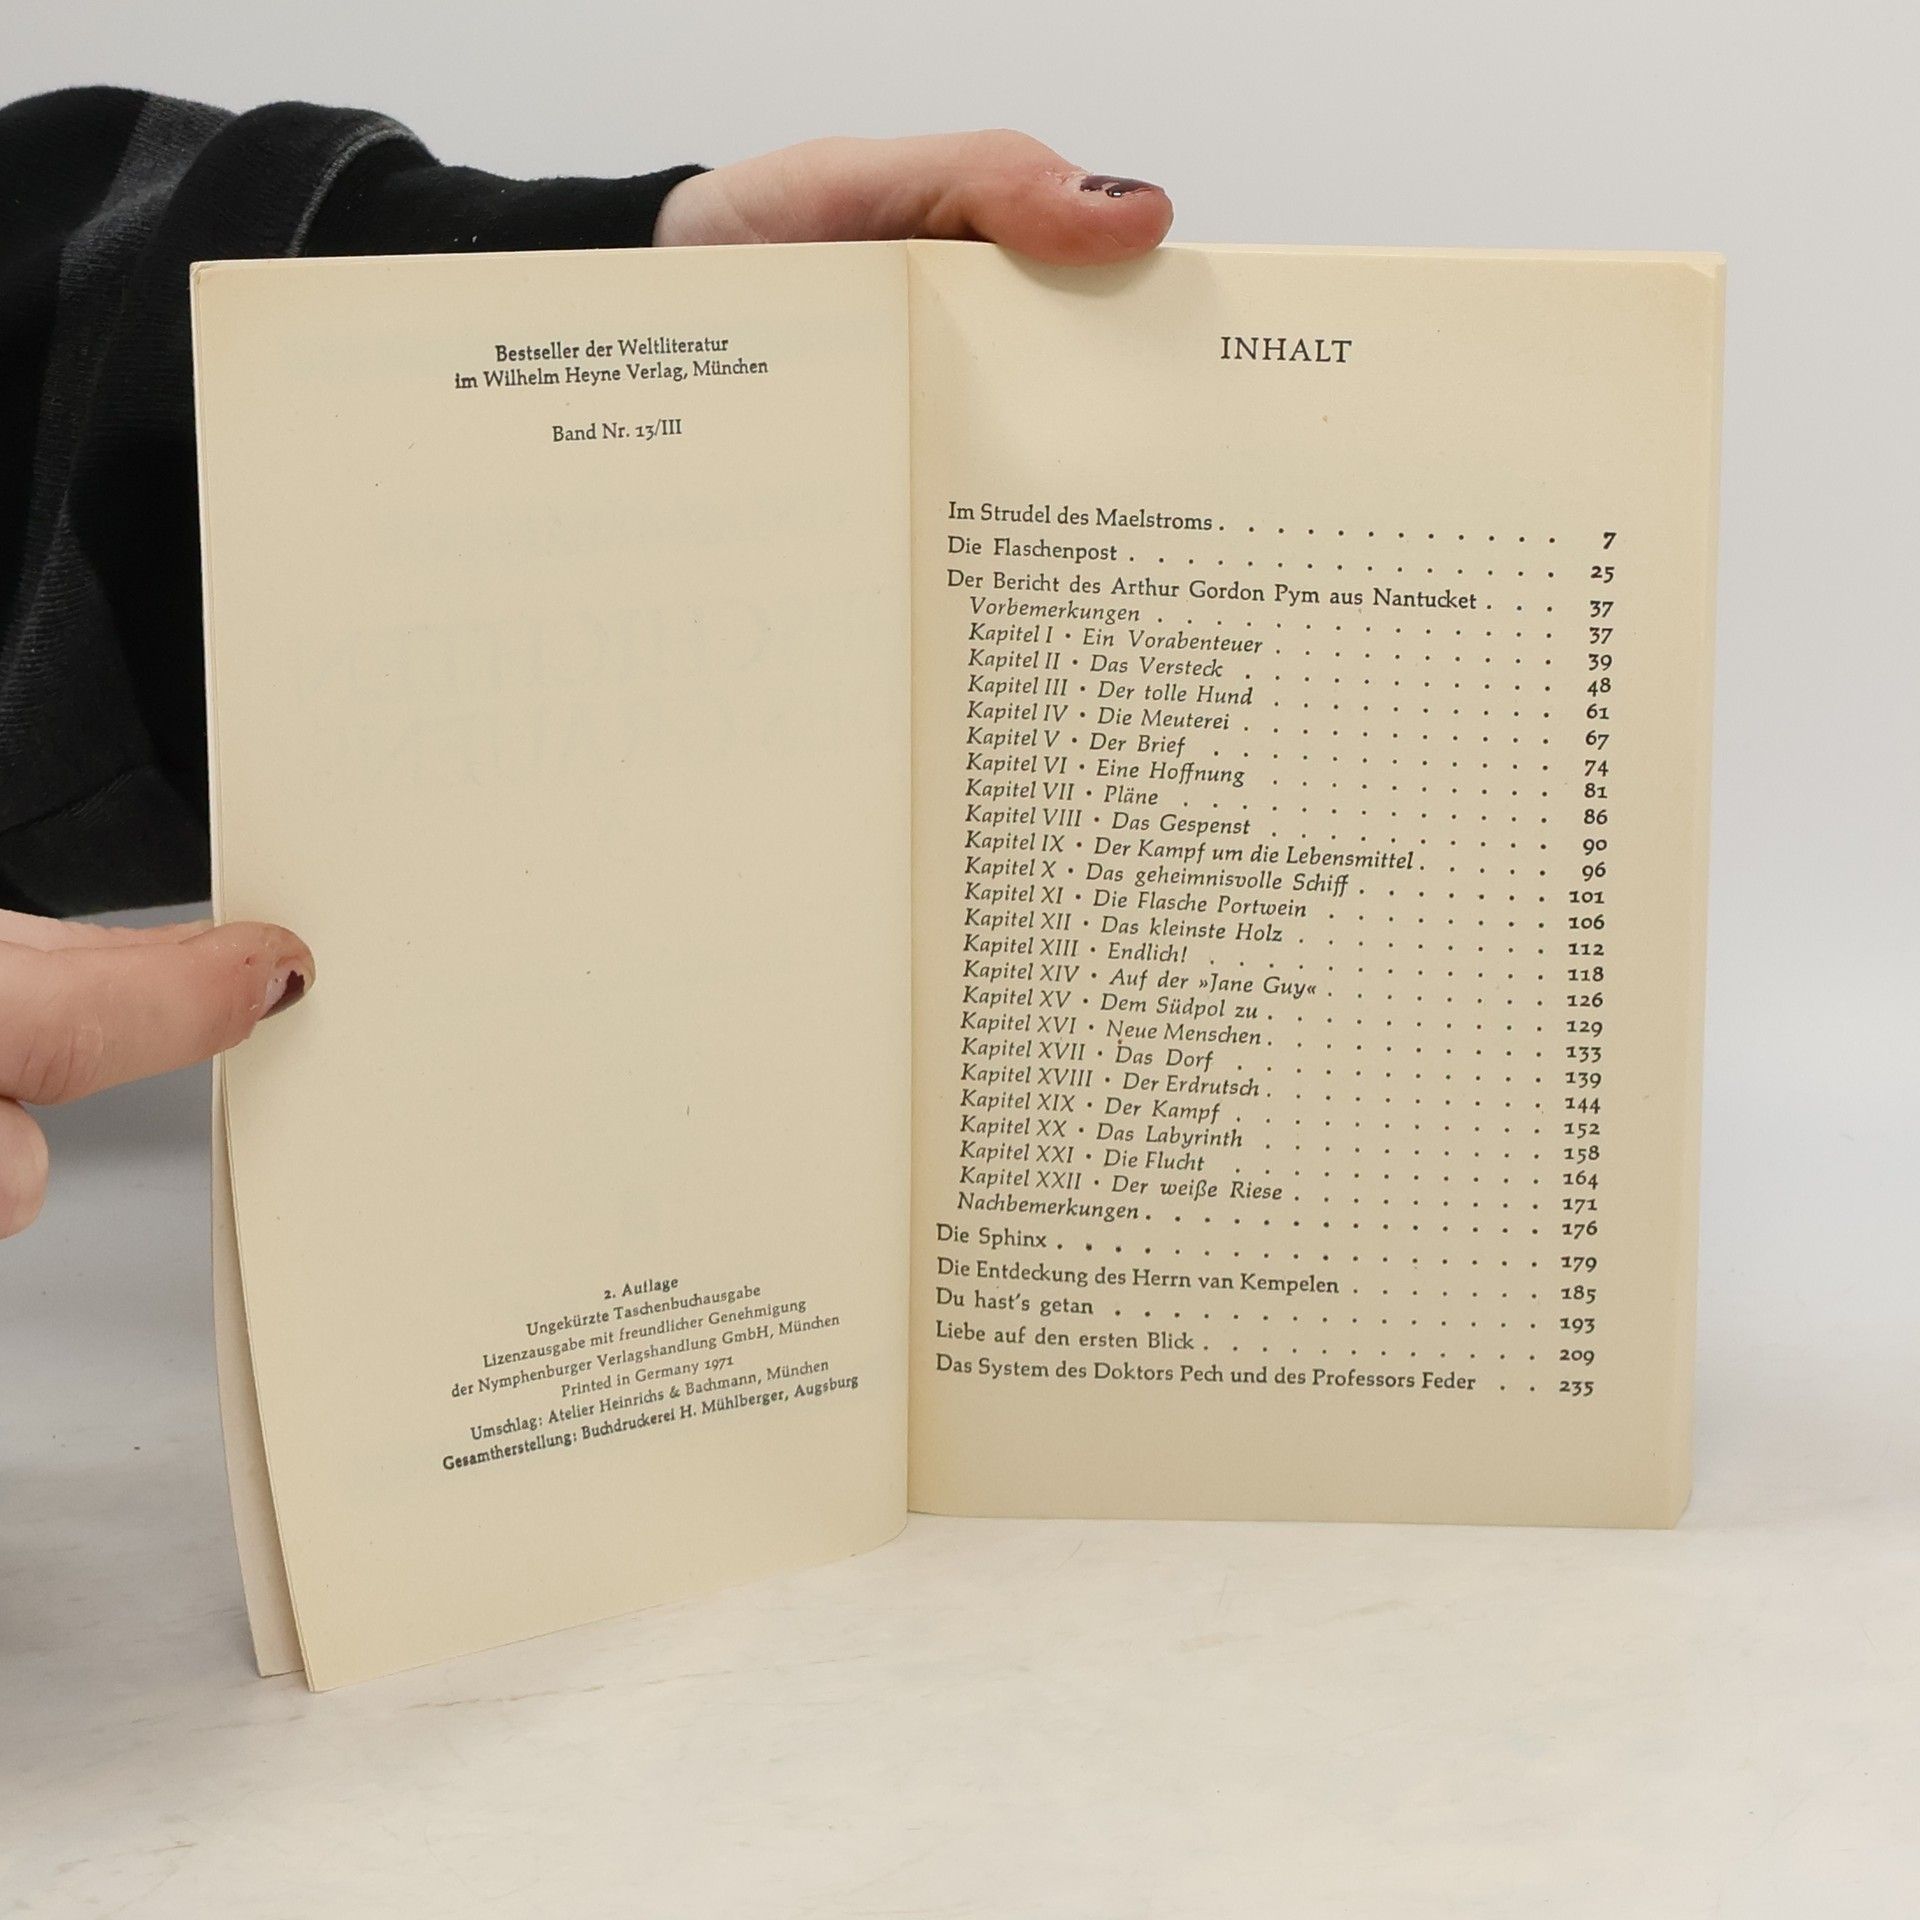 Bestseller der Weltliteratur
im Wilhelm Heyne Verlag, München
Band Nr. 13/III
2. Auflage
Ungekürzte Taschenbuchausgabe
Lizenzausgabe mit freundlicher Genehmigung
der Nymphenburger Verlagshandlung GmbH, München
Printed in Germany 1971
Umschlag: Atelier Heinrichs & Bachmann, München
Gesamtherstellung: Buchdruckerei H. Mühlberger, Augsburg
INHALT
Im Strudel des Maelstroms . . . . . . . . . . . . 7
Die Flaschenpost . . . . . . . . . . . . . . . 25
Der Bericht des Arthur Gordon Pym aus Nantucket . . . 37
Vorbemerkungen . . . . . . . . . . . . . . 37
Kapitel I • Ein Vorabenteuer . . . . . . . . . . 39
Kapitel II • Das Versteck . . . . . . . . . . . 48
Kapitel III • Der tolle Hund . . . . . . . . . . 61
Kapitel IV • Die Meuterei . . . . . . . . . . . 67
Kapitel V • Der Brief . . . . . . . . . . . . 74
Kapitel VI • Eine Hoffnung . . . . . . . . . . 81
Kapitel VII • Pläne . . . . . . . . . . . . . 86
Kapitel VIII • Das Gespenst . . . . . . . . . . 90
Kapitel IX • Der Kampf um die Lebensmittel . . . . . 96
Kapitel X • Das geheimnisvolle Schiff . . . . . . . 101
Kapitel XI • Die Flasche Portwein . . . . . . . . 106
Kapitel XII • Das kleinste Holz . . . . . . . . . 112
Kapitel XIII • Endlich! . . . . . . . . . . . . 118
Kapitel XIV • Auf der »Jane Guy« . . . . . . . . 126
Kapitel XV • Dem Südpol zu . . . . . . . . . . 129
Kapitel XVI • Neue Menschen . . . . . . . . . . 133
Kapitel XVII • Das Dorf . . . . . . . . . . . 139
Kapitel XVIII • Der Erdrutsch . . . . . . . . . . 144
Kapitel XIX • Der Kampf . . . . . . . . . . . 152
Kapitel XX • Das Labyrinth . . . . . . . . . . 158
Kapitel XXI • Die Flucht . . . . . . . . . . . 164
Kapitel XXII • Der weiße Riese . . . . . . . . . 171
Nachbemerkungen . . . . . . . . . . . . . . 176
Die Sphinx . . . . . . . . . . . . . . . . . 179
Die Entdeckung des Herrn van Kempelen . . . . . . . 185
Du hast's getan . . . . . . . . . . . . . . . 193
Liebe auf den ersten Blick . . . . . . . . . . . . 209
Das System des Doktors Pech und des Professors Feder . . 235